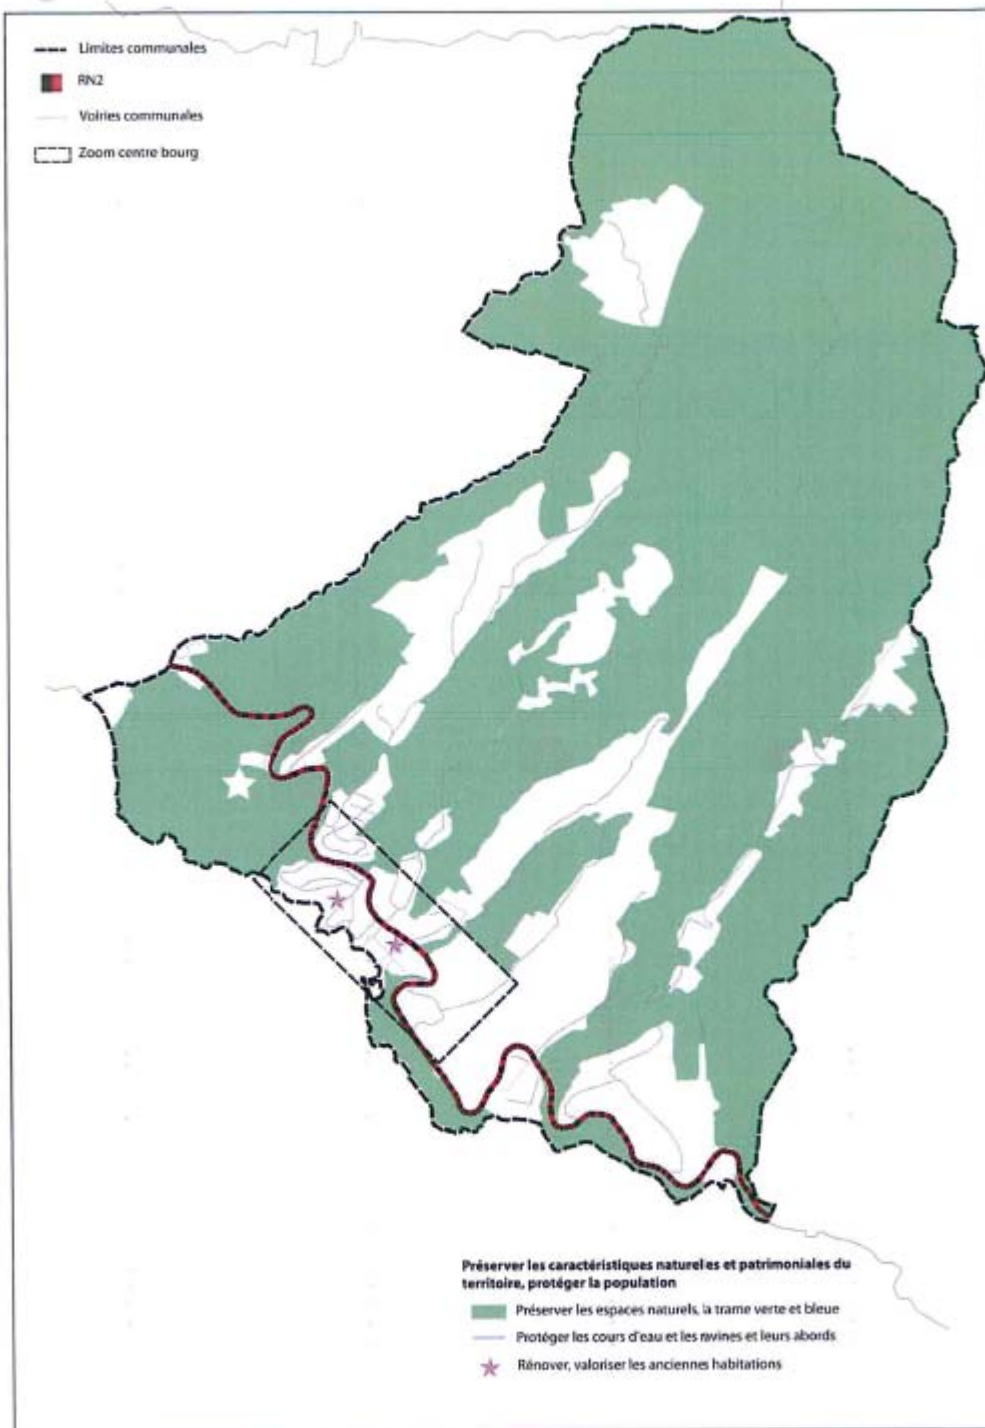 Limites communales
RN2
Voiries communales
Zoom centre bourg
Préserver les caractéristiques naturelles et patrimoniales du
territoire, protéger la population
Préserver les espaces naturels, la trame verte et bleue
Protéger les cours d'eau et les ravines et leurs abords
Rénover, valoriser les anciennes habitations